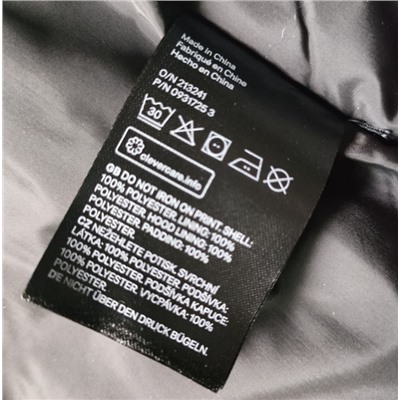 Made in China
Fabriqué en Chine
Hecho en China
O/N 213241
P/N 0931725 3
30
clevercare.info
GB DO NOT IRON ON PRINT. SHELL:
100% POLYESTER. LINING: 100%
POLYESTER. HOOD LINING: 100%
POLYESTER. PADDING: 100%
POLYESTER.
CZ NEŽEHLETE POTISK. SVRCHNÍ
LÁTKA: 100% POLYESTER. PODŠÍVKA:
100% POLYESTER. PODŠÍVKA KAPUCE:
POLYESTER. VÝCPÁVKA: 100%
DE NICHT ÜBER DEN DRUCK BÜGELN.